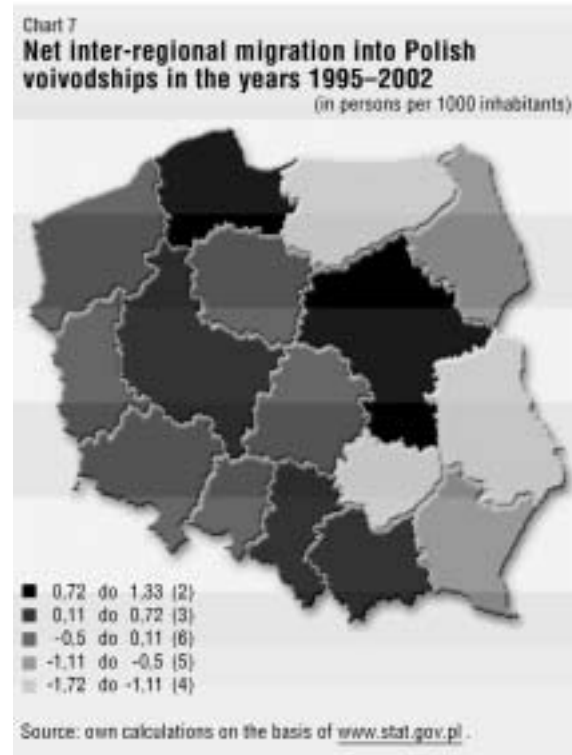 Chart 7
Net inter-regional migration into Polish
voivodships in the years 1995–2002
(in persons per 1000 inhabitants)
0,72 do 1,33 (2)
0,11 do 0,72 (3)
-0,5 do 0,11 (6)
-1,11 do -0,5 (5)
-1,72 do -1,11 (4)
Source: own calculations on the basis of www.stat.gov.pl .